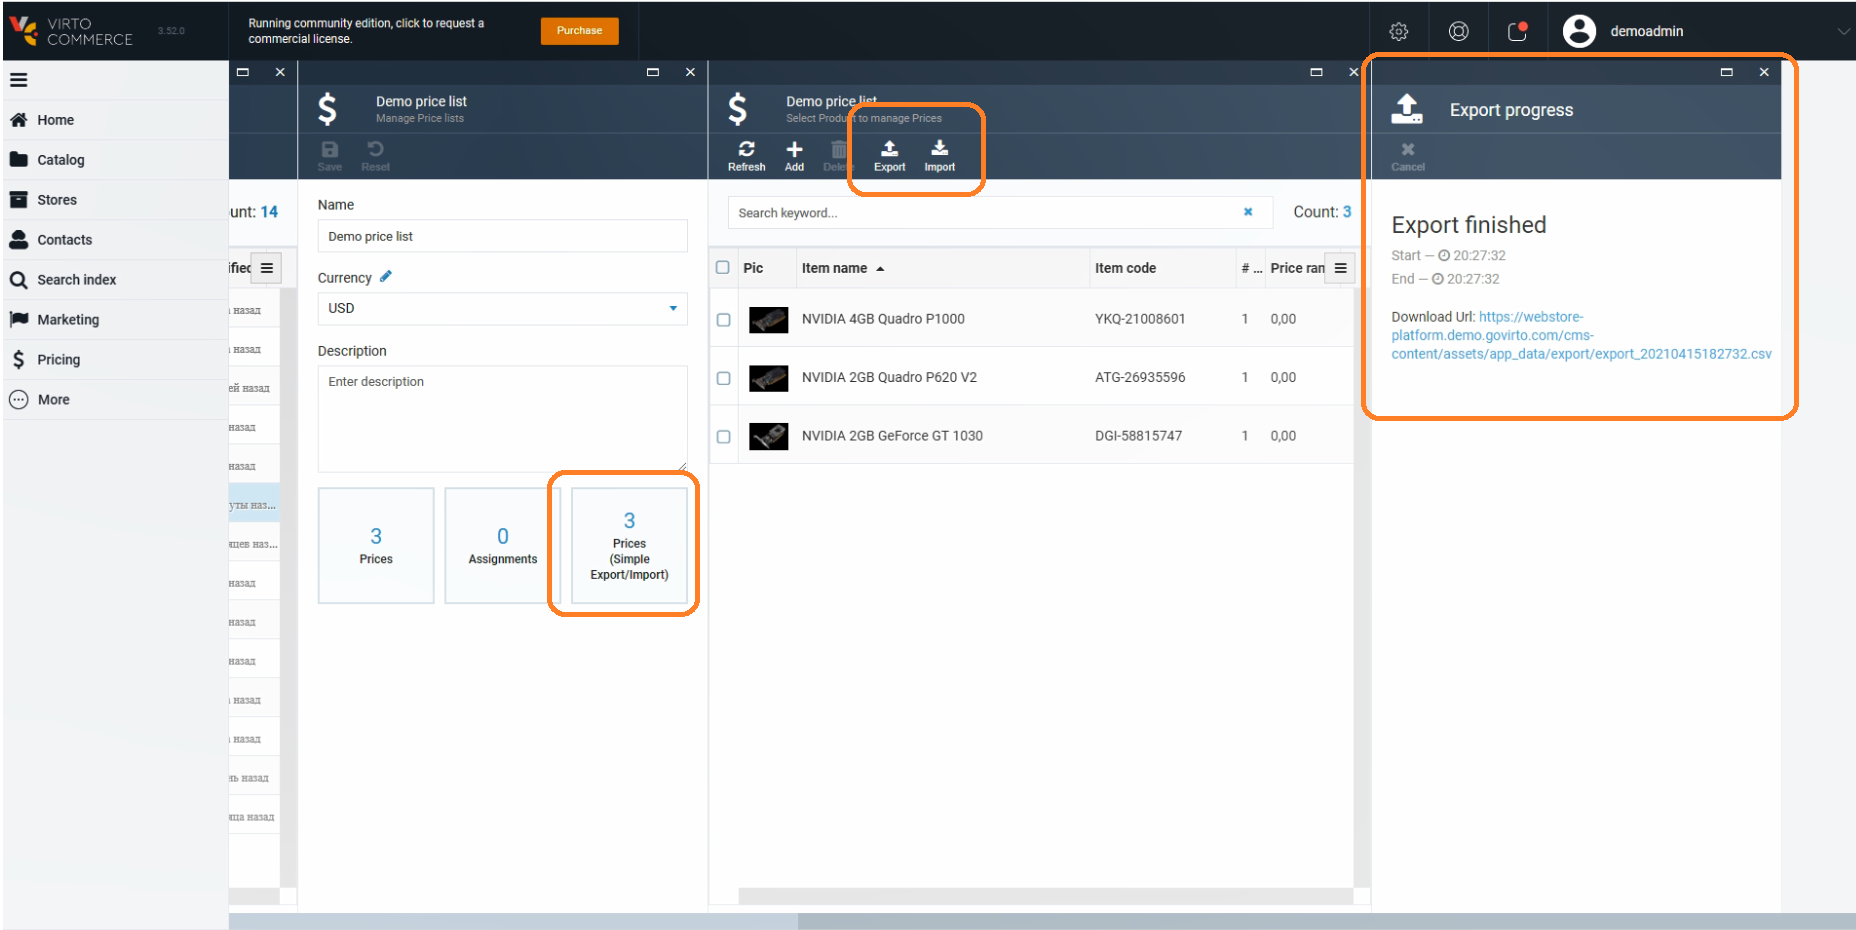 VIRTO
COMMERCE
3.52.0
Running community edition, click to request a
commercial license.
Purchase
demoadmin
Home
Catalog
Stores
Contacts
Search index
Marketing
Pricing
More
unt: 14
ified
назад
назад
ей назад
назад
назад
уты наз...
яцев наз...
назад
назад
назад
назад
назад
нь назад
яца назад
Demo price list
Manage Price lists
Save
Reset
Name
Demo price list
Currency
USD
Description
Enter description
3
Prices
0
Assignments
3
Prices
(Simple
Export/Import)
Demo price list
Select Product to manage Prices
Refresh
Add
Delete
Export
Import
Search keyword...
Count: 3
Pic
Item name
Item code
# ...
Price ran
NVIDIA 4GB Quadro P1000
YKQ-21008601
1
0,00
NVIDIA 2GB Quadro P620 V2
ATG-26935596
1
0,00
NVIDIA 2GB GeForce GT 1030
DGI-58815747
1
0,00
Export progress
Cancel
Export finished
Start — 20:27:32
End — 20:27:32
Download Url: https://webstore-
platform.demo.govirto.com/cms-
content/assets/app_data/export/export_20210415182732.csv